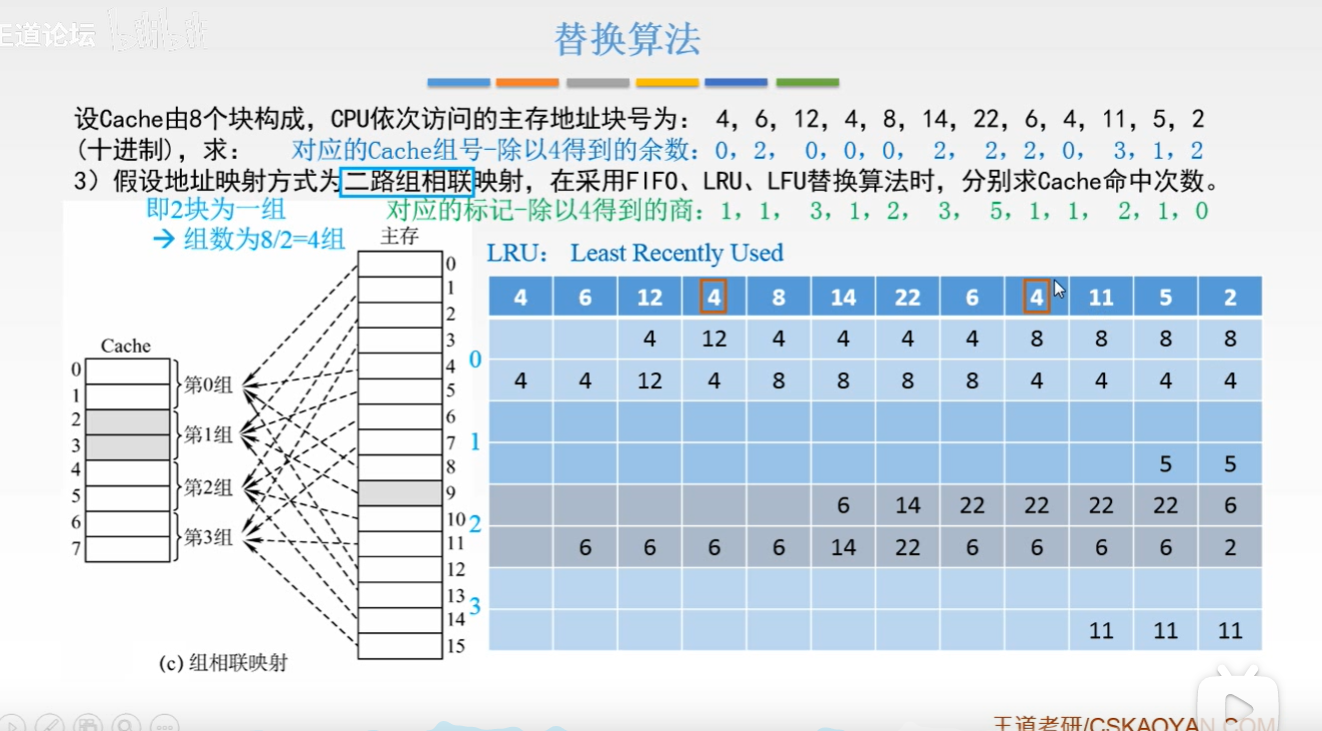 王道论坛 bilibili
替换算法
设Cache由8个块构成，CPU依次访问的主存地址块号为： 4，6，12，4，8，14，22，6，4，11，5，2
(十进制)，求： 对应的Cache组号-除以4得到的余数：0，2，0，0，0，2，2，2，0，3，1，2
3）假设地址映射方式为二路组相联映射，在采用FIFO、LRU、LFU替换算法时，分别求Cache命中次数。
即2块为一组 对应的标记-除以4得到的商：1，1，3，1，2，3，5，1，1，2，1，0
→ 组数为8/2=4组
主存
LRU： Least Recently Used
Cache
0
1
2
3
4
5
6
7
第0组
第1组
第2组
第3组
0
1
2
3
4
5
6
7
8
9
10
11
12
13
14
15
(c) 组相联映射
4 6 12 4 8 14 22 6 4 11 5 2
0
4 12 4 4 4 4 8 8 8 8
4 4 12 4 8 8 8 8 4 4 4 4
1
5 5
2
6 14 22 22 22 22 6
6 6 6 6 14 22 6 6 6 6 2
3
11 11 11
王道考研/CSKAOYAN.COM